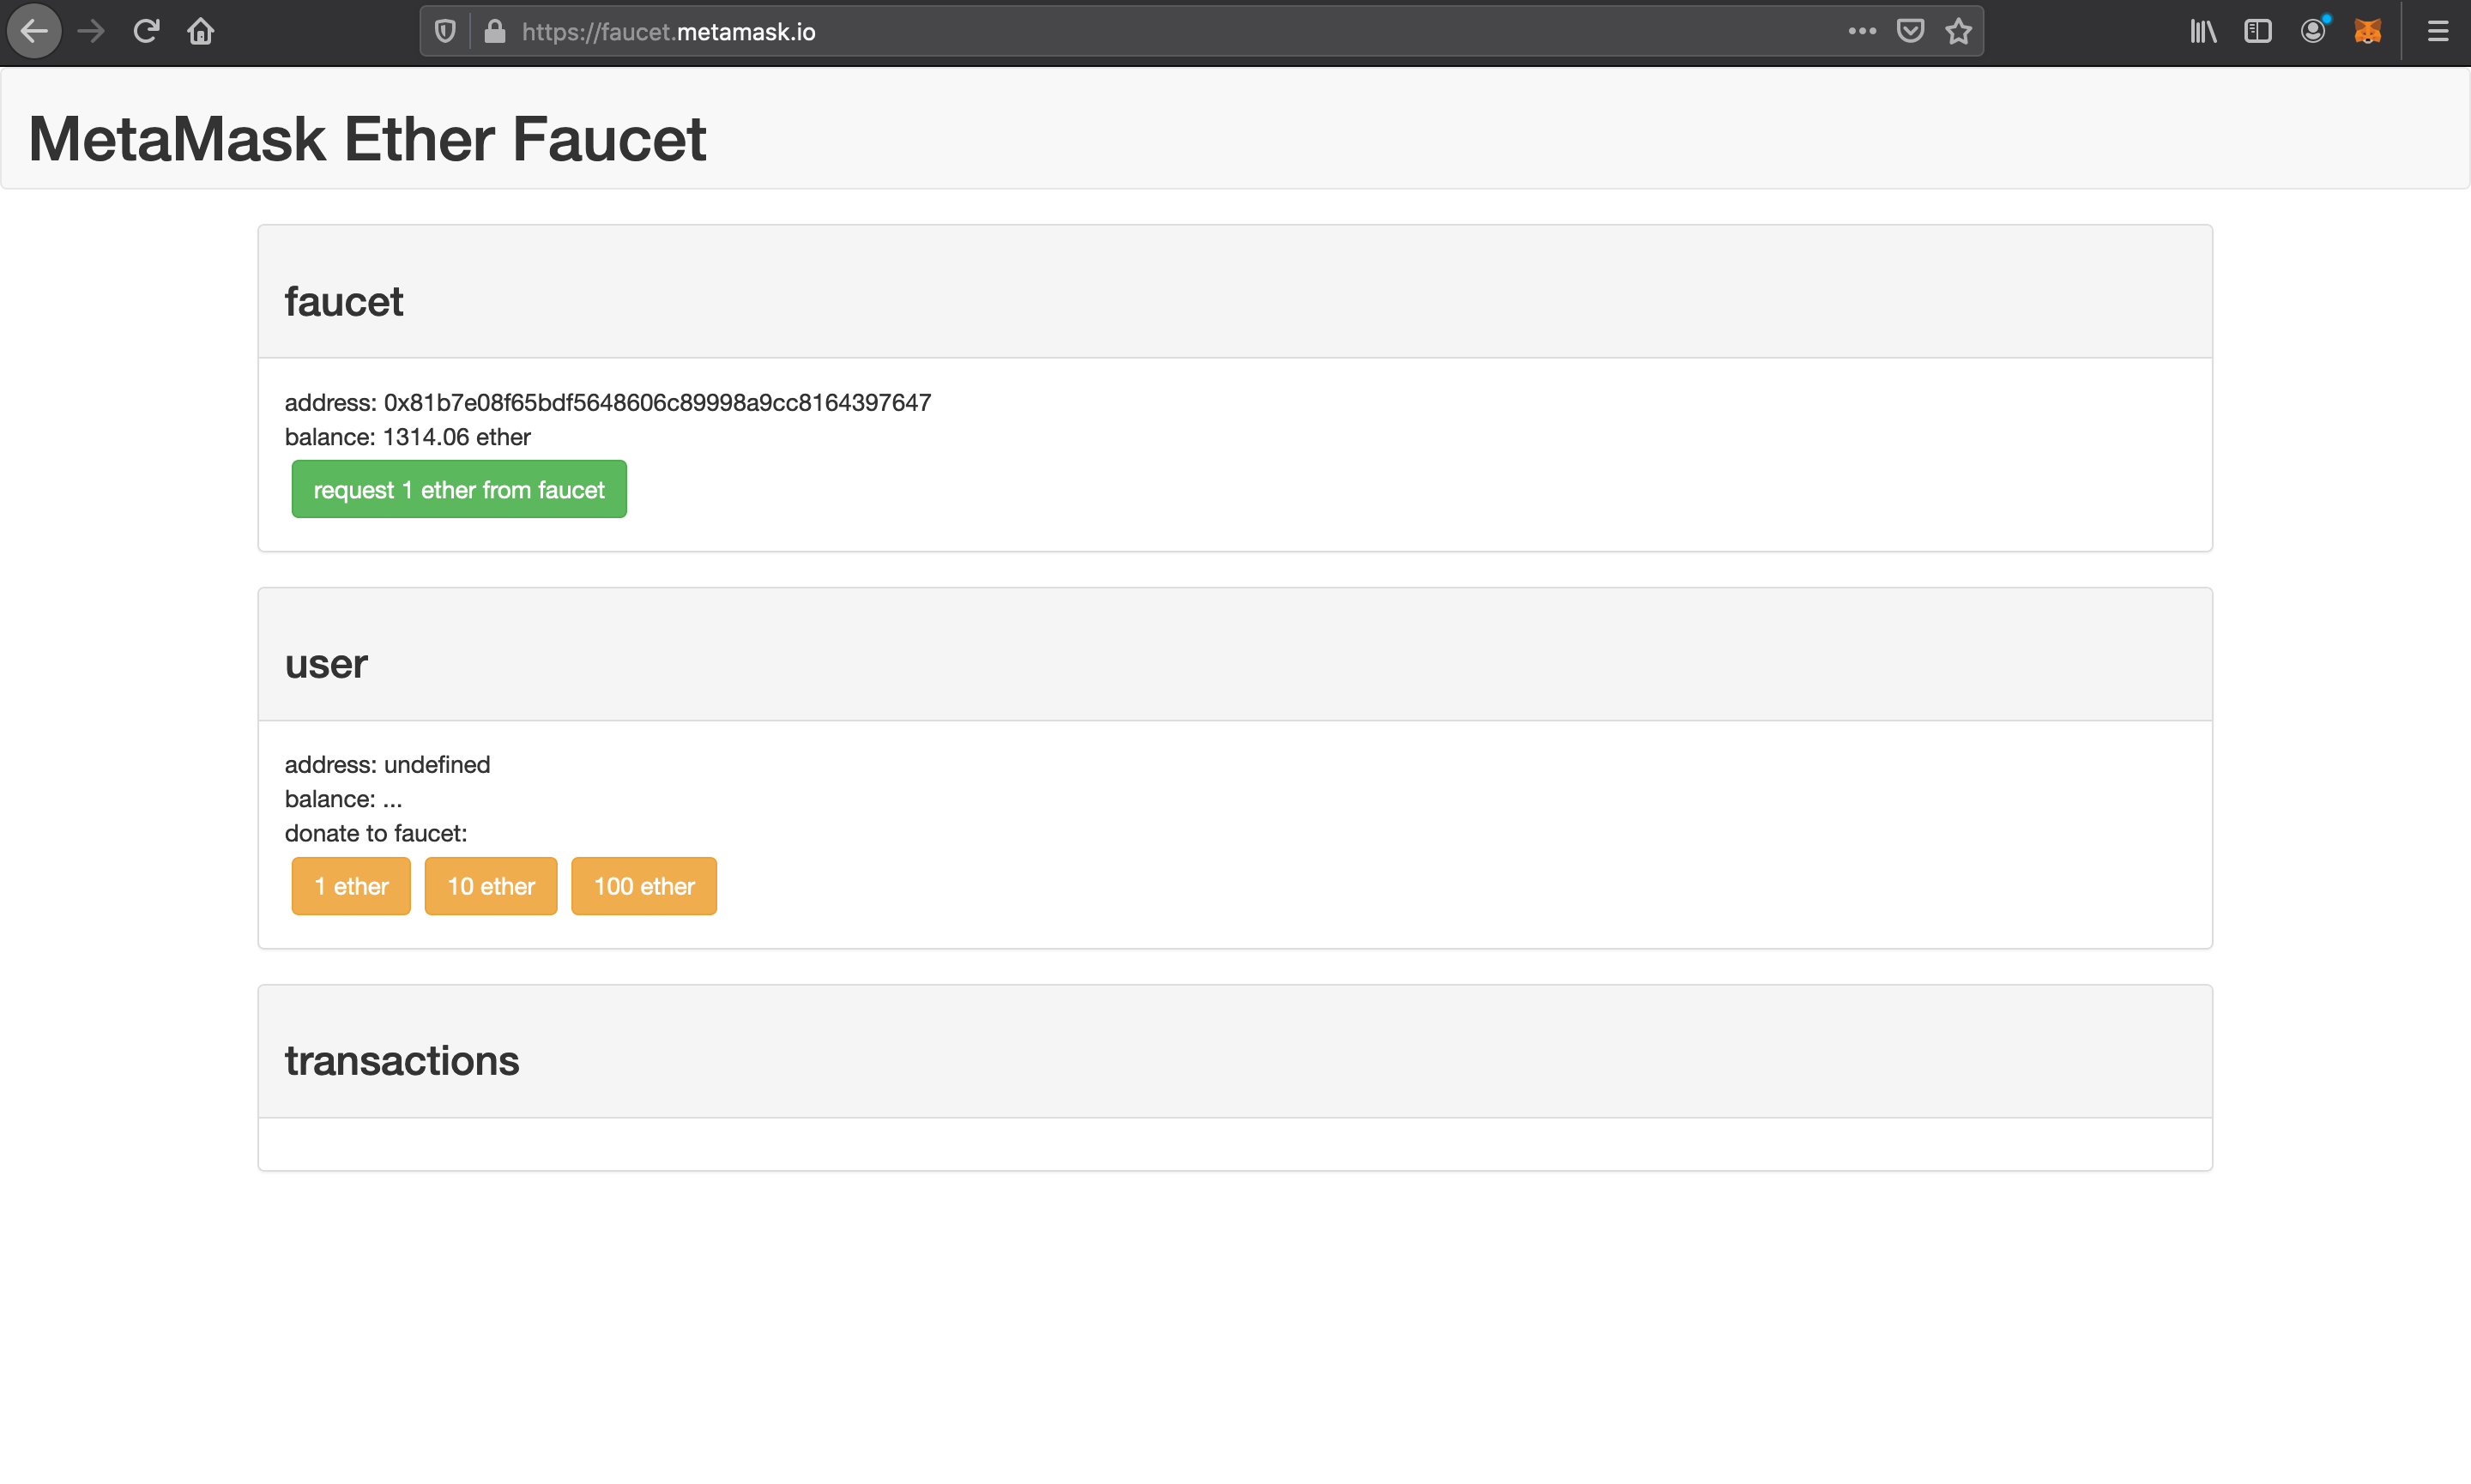 https://faucet.metamask.io
MetaMask Ether Faucet
faucet
address: 0x81b7e08f65bdf5648606c89998a9cc8164397647
balance: 1314.06 ether
request 1 ether from faucet
user
address: undefined
balance: ...
donate to faucet:
1 ether 10 ether 100 ether
transactions